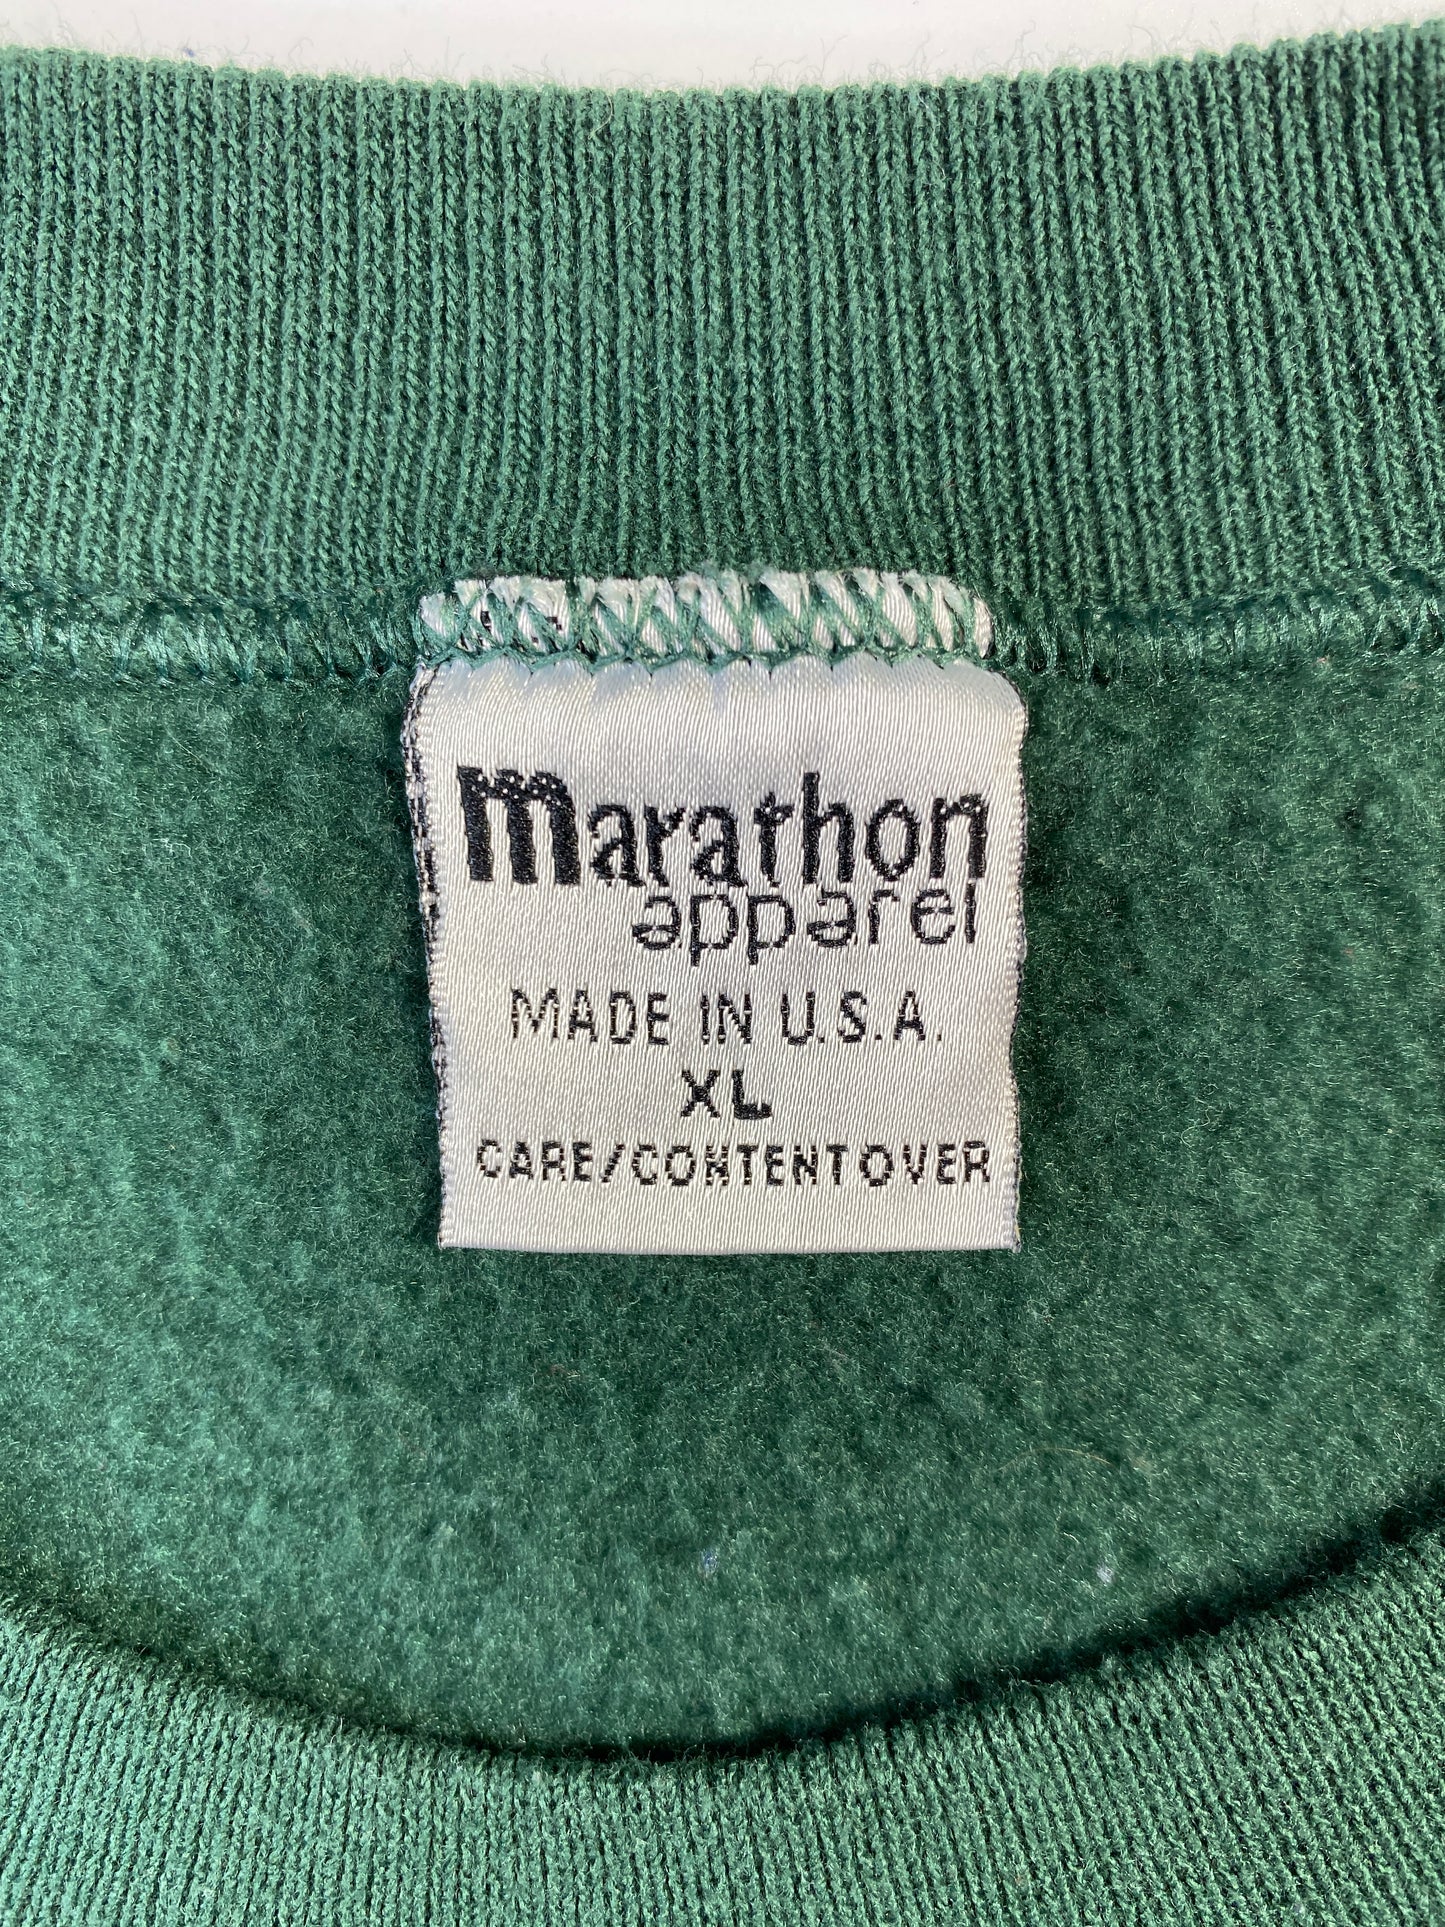 marathon
apparel
MADE IN U.S.A.
XL
CARE/CONTENT OVER